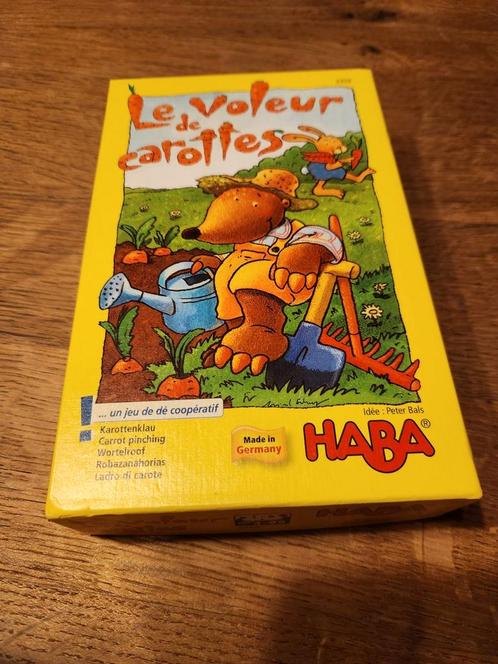 Le Voleur
de
carottes
... un jeu de dé coopératif
Karottenklau
Carrot pinching
Wortelroof
Robazanahorias
Ladro di carote
Made in
Germany
Idée : Peter Bals
HABA®
HABA